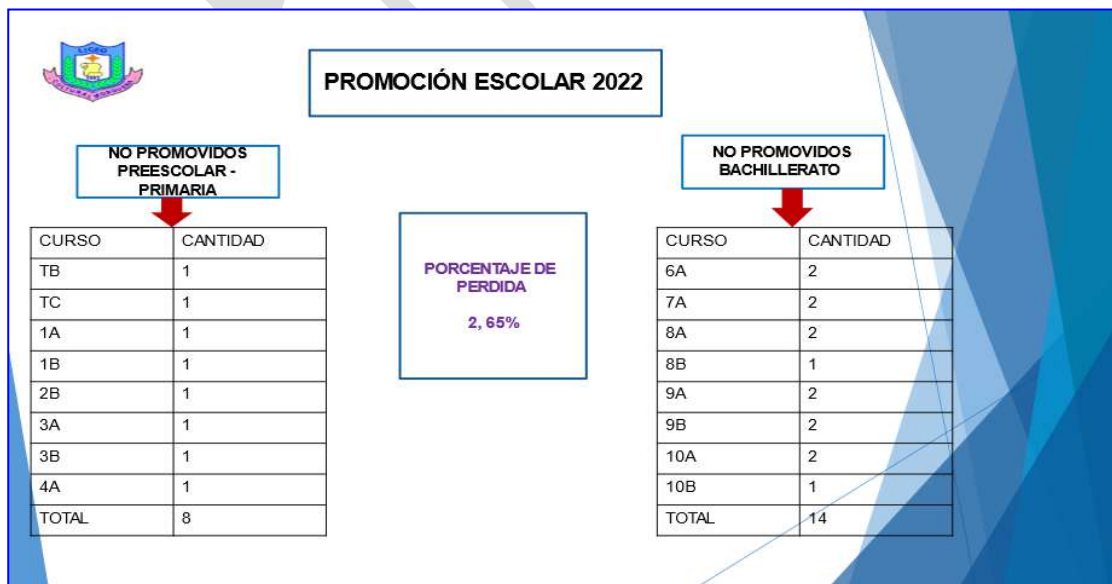 LICEO
PROMOCIÓN ESCOLAR 2022
NO PROMOVIDOS
PREESCOLAR -
PRIMARIA
CURSO CANTIDAD
TB 1
TC 1
1A 1
1B 1
2B 1
3A 1
3B 1
4A 1
TOTAL 8
PORCENTAJE DE
PERDIDA
2, 65%
NO PROMOVIDOS
BACHILLERATO
CURSO CANTIDAD
6A 2
7A 2
8A 2
8B 1
9A 2
9B 2
10A 2
10B 1
TOTAL 14